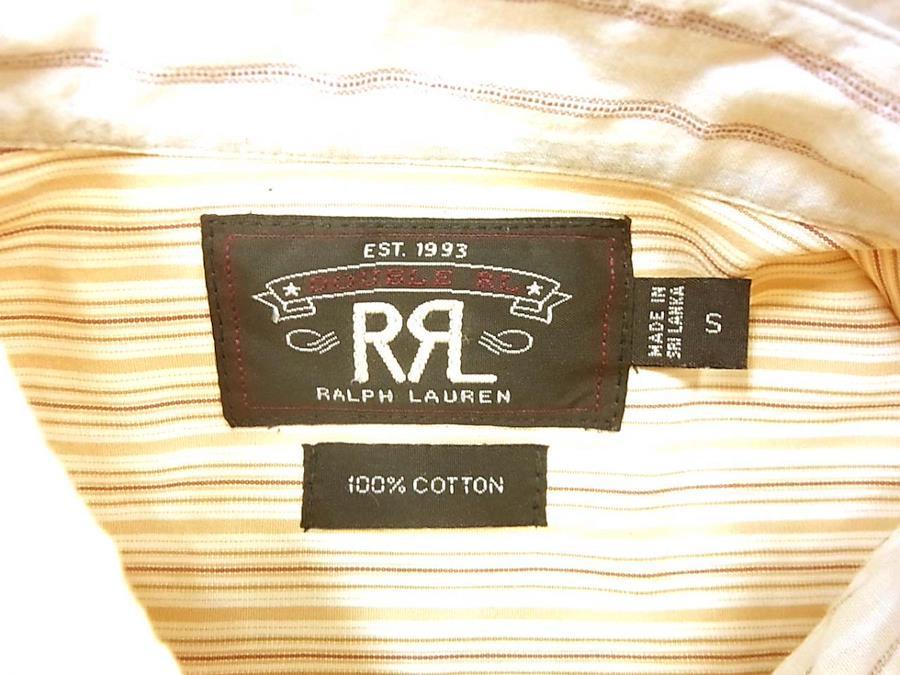 EST. 1993
DOUBLE RL
RRL
RALPH LAUREN
MADE IN
SRI LANKA
S
100% COTTON